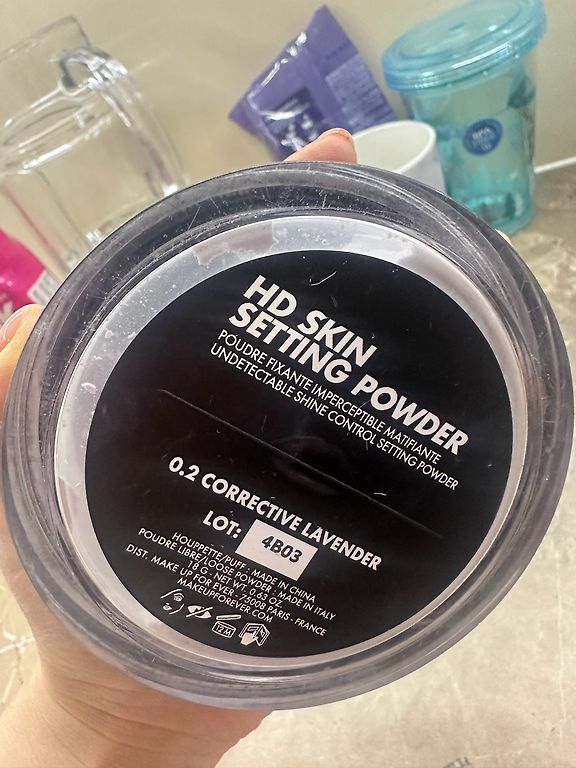 HD SKIN
SETTING POWDER
POUDRE FIXANTE IMPERCEPTIBLE MATIFIANTE
UNDETECTABLE SHINE CONTROL SETTING POWDER
0.2 CORRECTIVE LAVENDER
LOT: 4B03
HOUPPETTE/PUFF : MADE IN CHINA
POUDRE LIBRE/LOOSE POWDER : MADE IN ITALY
18 G - NET WT. 0.63 OZ.
DIST. MAKE UP FOR EVER - 75008 PARIS - FRANCE
MAKEUPFOREVER.COM
12 M
BPA